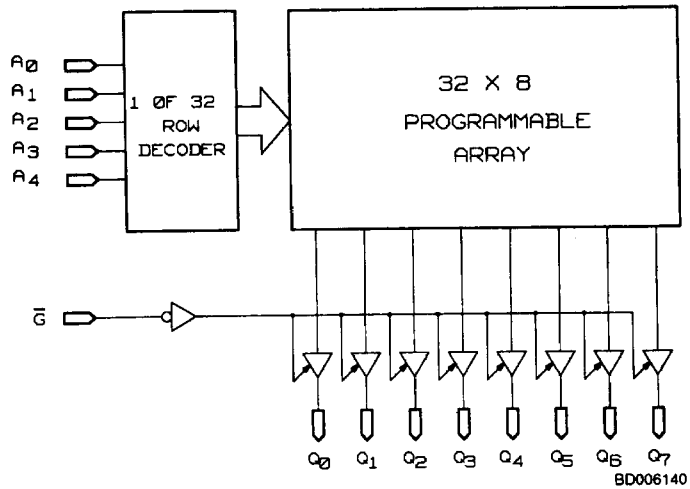 A0
A1
A2
A3
A4
1 0F 32
ROW
DECODER
32 X 8
PROGRAMMABLE
ARRAY
G̅
Q0 Q1 Q2 Q3 Q4 Q5 Q6 Q7
BD006140